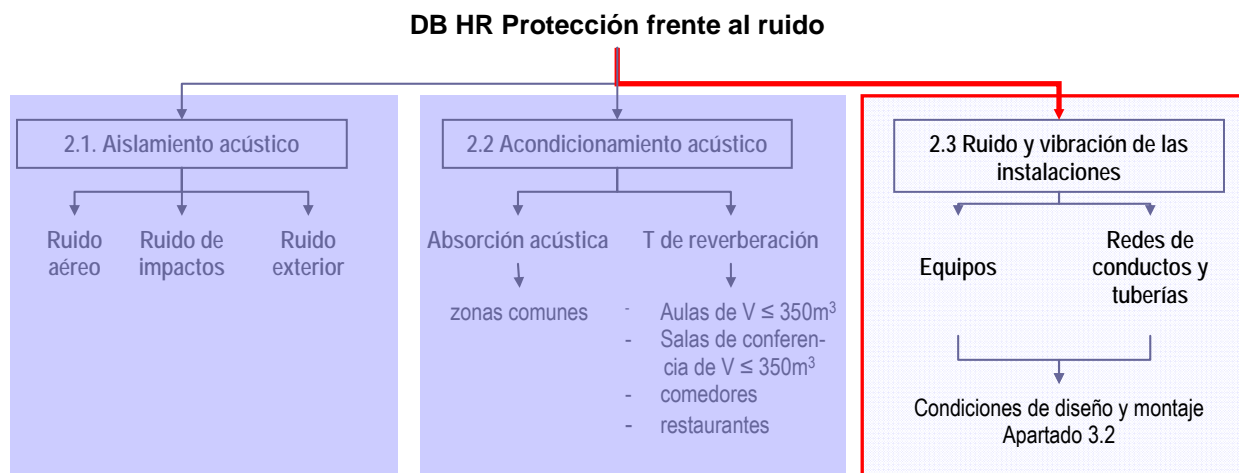 DB HR Protección frente al ruido
2.1. Aislamiento acústico
Ruido
aéreo
Ruido de
impactos
Ruido
exterior
2.2 Acondicionamiento acústico
Absorción acústica
zonas comunes
T de reverberación
- Aulas de V ≤ 350m³
- Salas de conferen-
cia de V ≤ 350m³
- comedores
- restaurantes
2.3 Ruido y vibración de las
instalaciones
Equipos
Redes de
conductos y
tuberías
Condiciones de diseño y montaje
Apartado 3.2